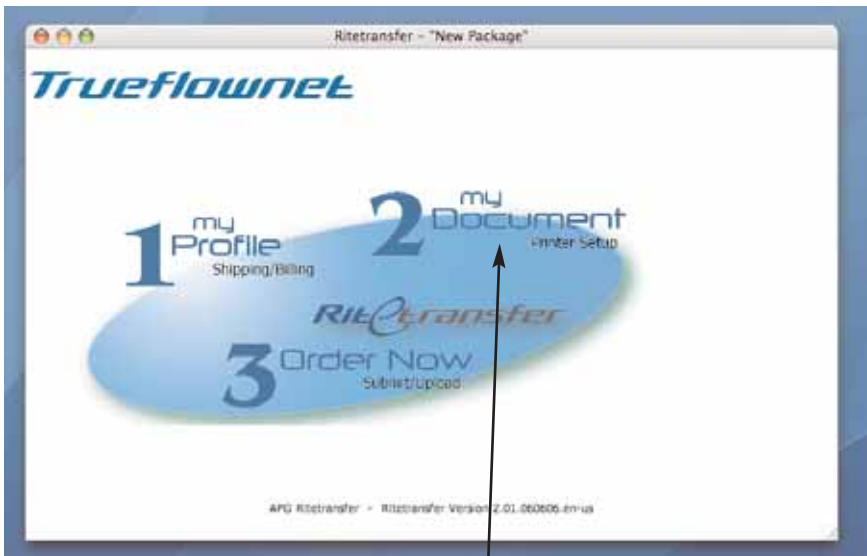 Ritetransfer - "New Package"
Trueflownet
1 my Profile
Shipping/Billing
2 my Document
Printer Setup
Ritetransfer
3 Order Now
Submit/Upload
APG Ritetransfer - Ritetransfer Version 2.01.060606.en-us